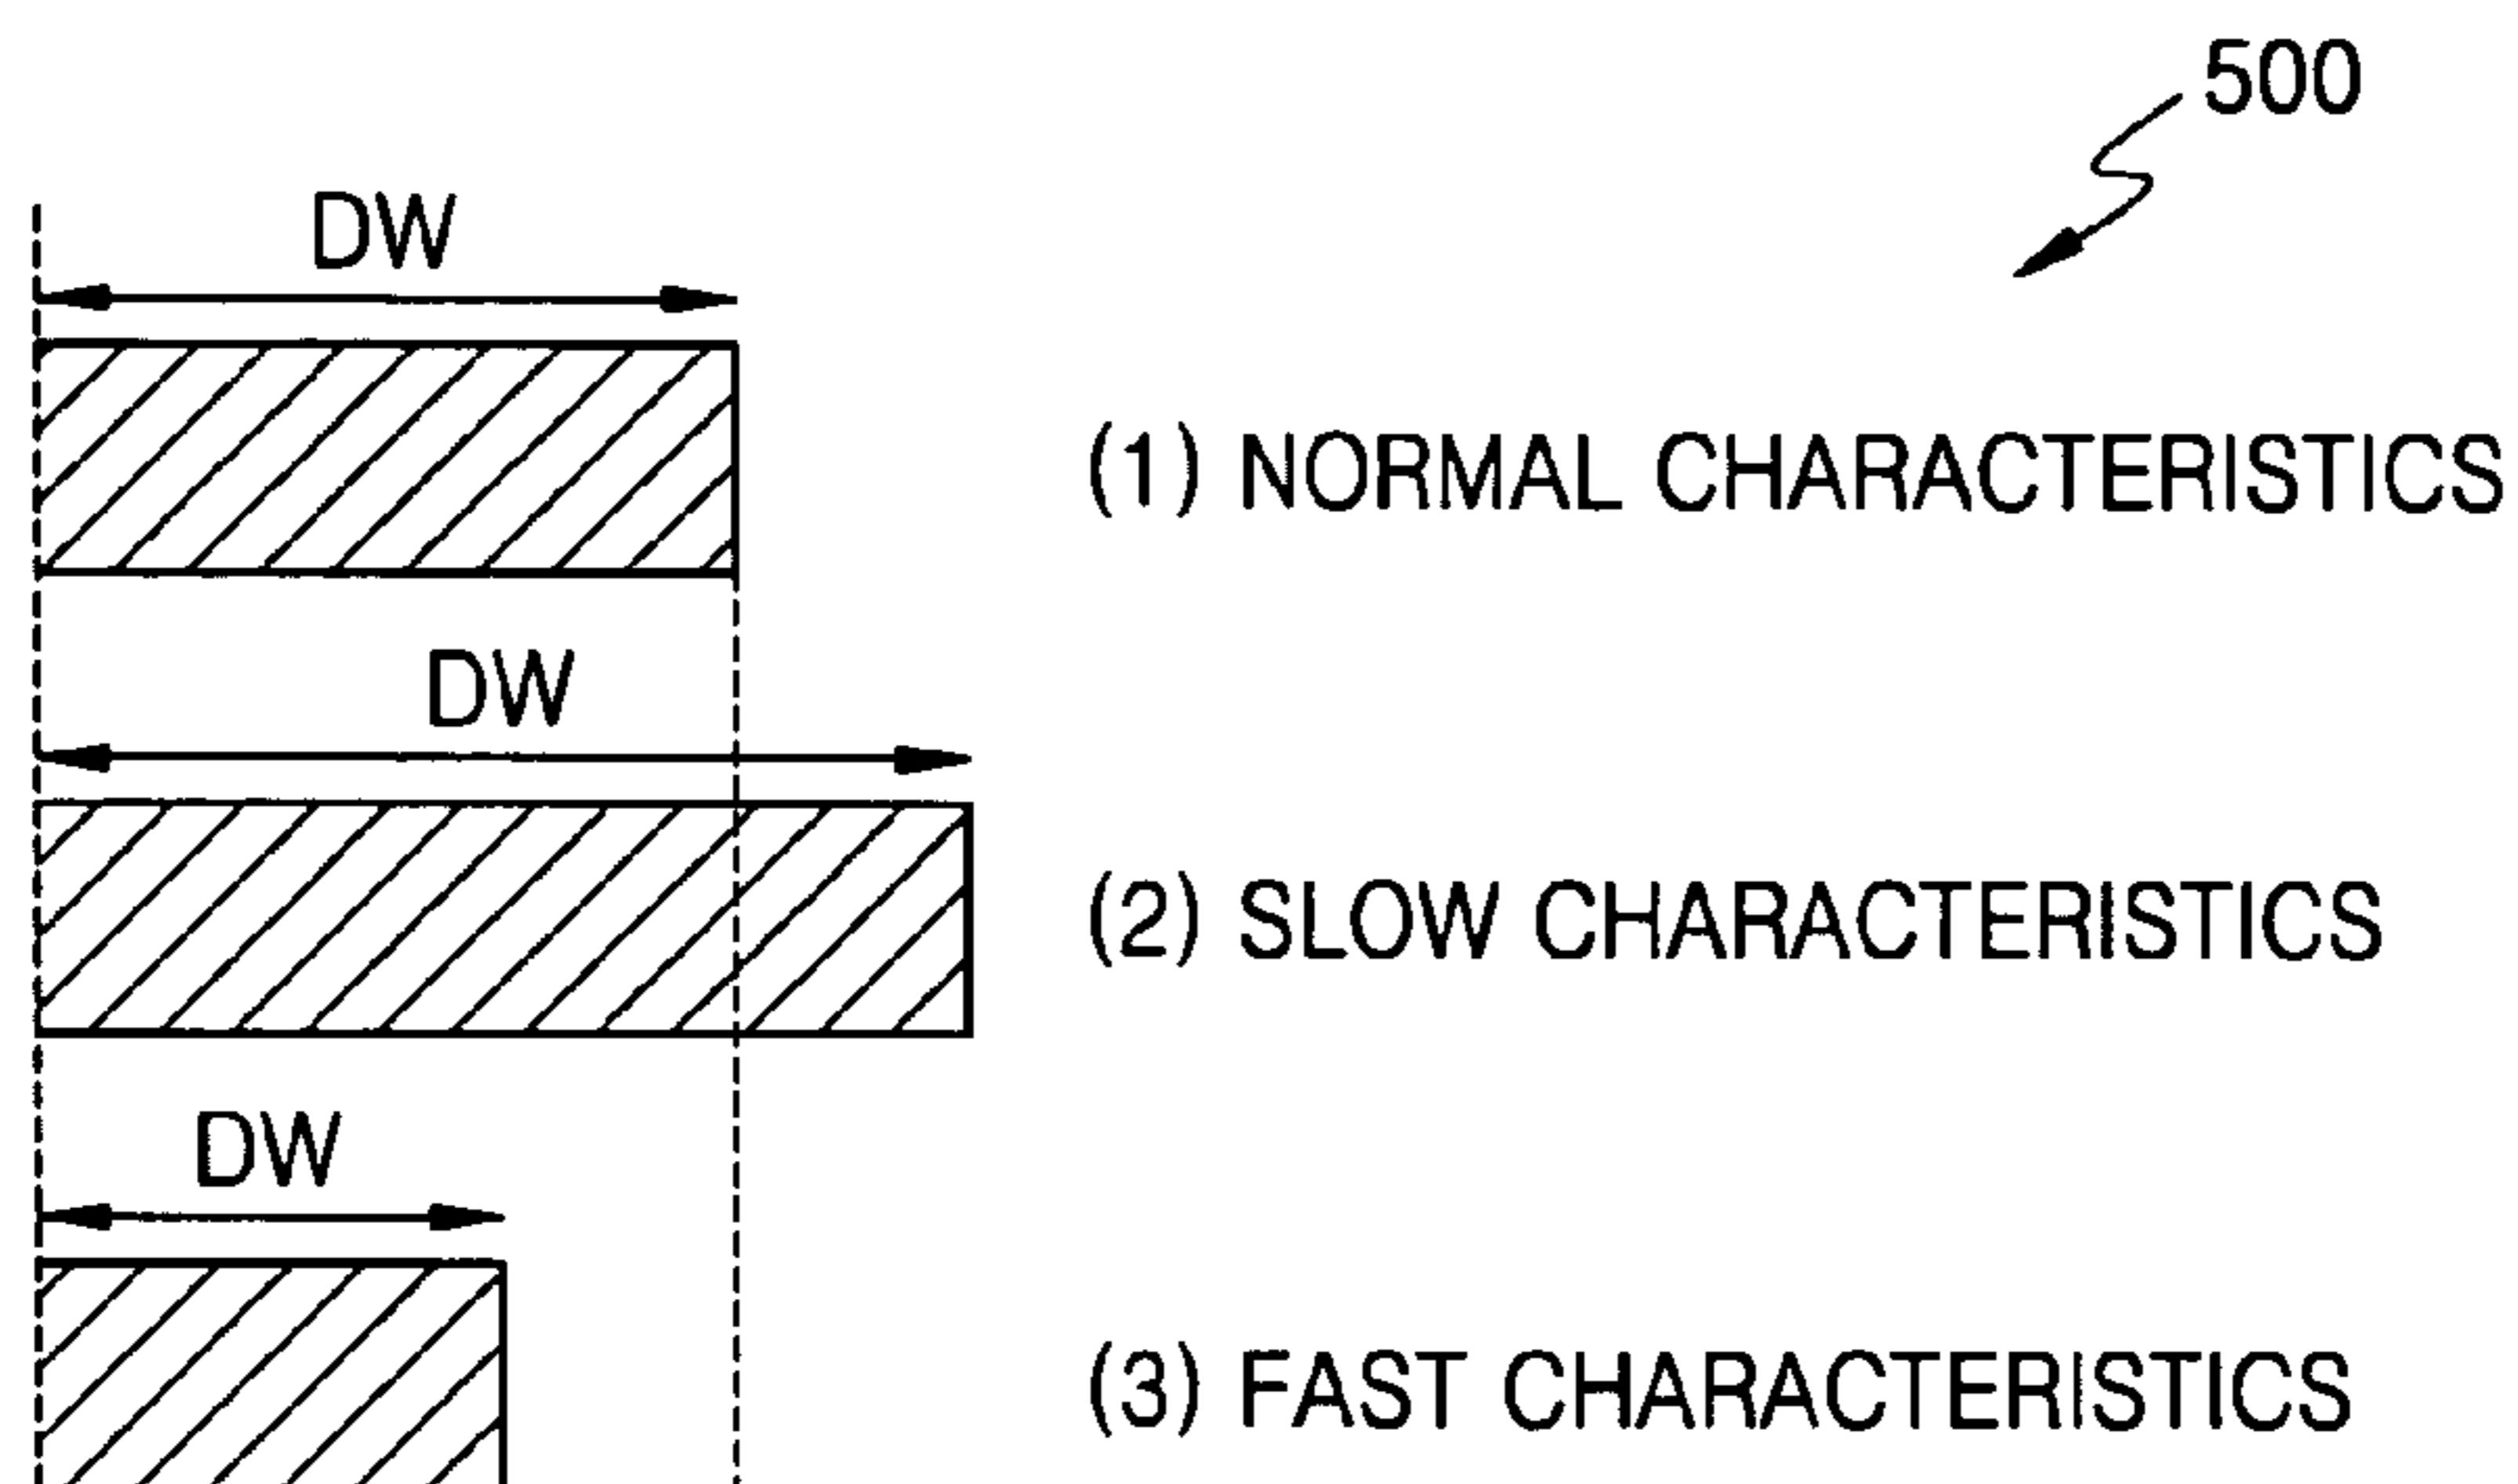 500
DW
(1) NORMAL CHARACTERISTICS
DW
(2) SLOW CHARACTERISTICS
DW
(3) FAST CHARACTERISTICS